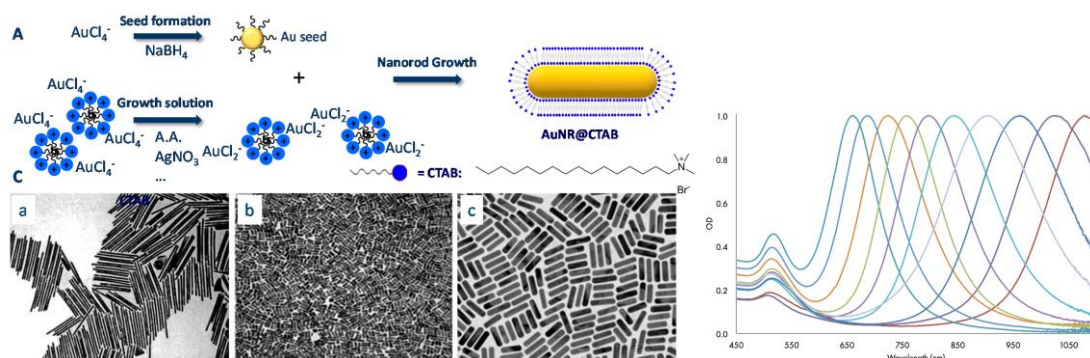 A
AuCl4-
Seed formation
NaBH4
Au seed
+
Nanorod Growth
AuNR@CTAB
AuCl4-
AuCl4-
AuCl4-
AuCl4-
Growth solution
A.A.
AgNO3
...
AuCl2-
AuCl2-
AuCl2-
AuCl2-
= CTAB:
N+
Br-
C
CTAB
a
b
c
OD
1.0
0.8
0.6
0.4
0.2
0.0
450 550 650 750 850 950 1050
Wavelength (nm)